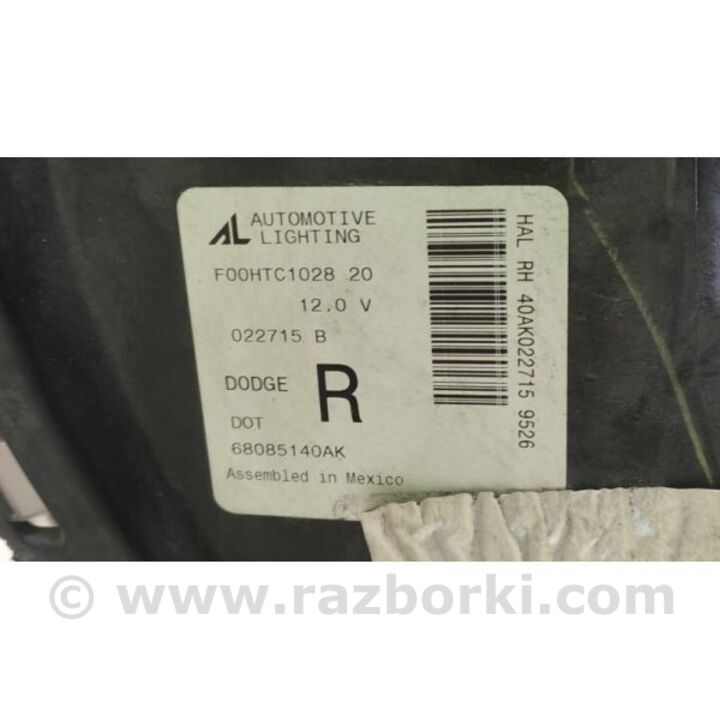 AL AUTOMOTIVE
LIGHTING
F00HTC1028 20
12.0 V
022715 B
DODGE R
DOT
68085140AK
Assembled in Mexico
HAL RH 40AK022715 9526
© www.razborki.com